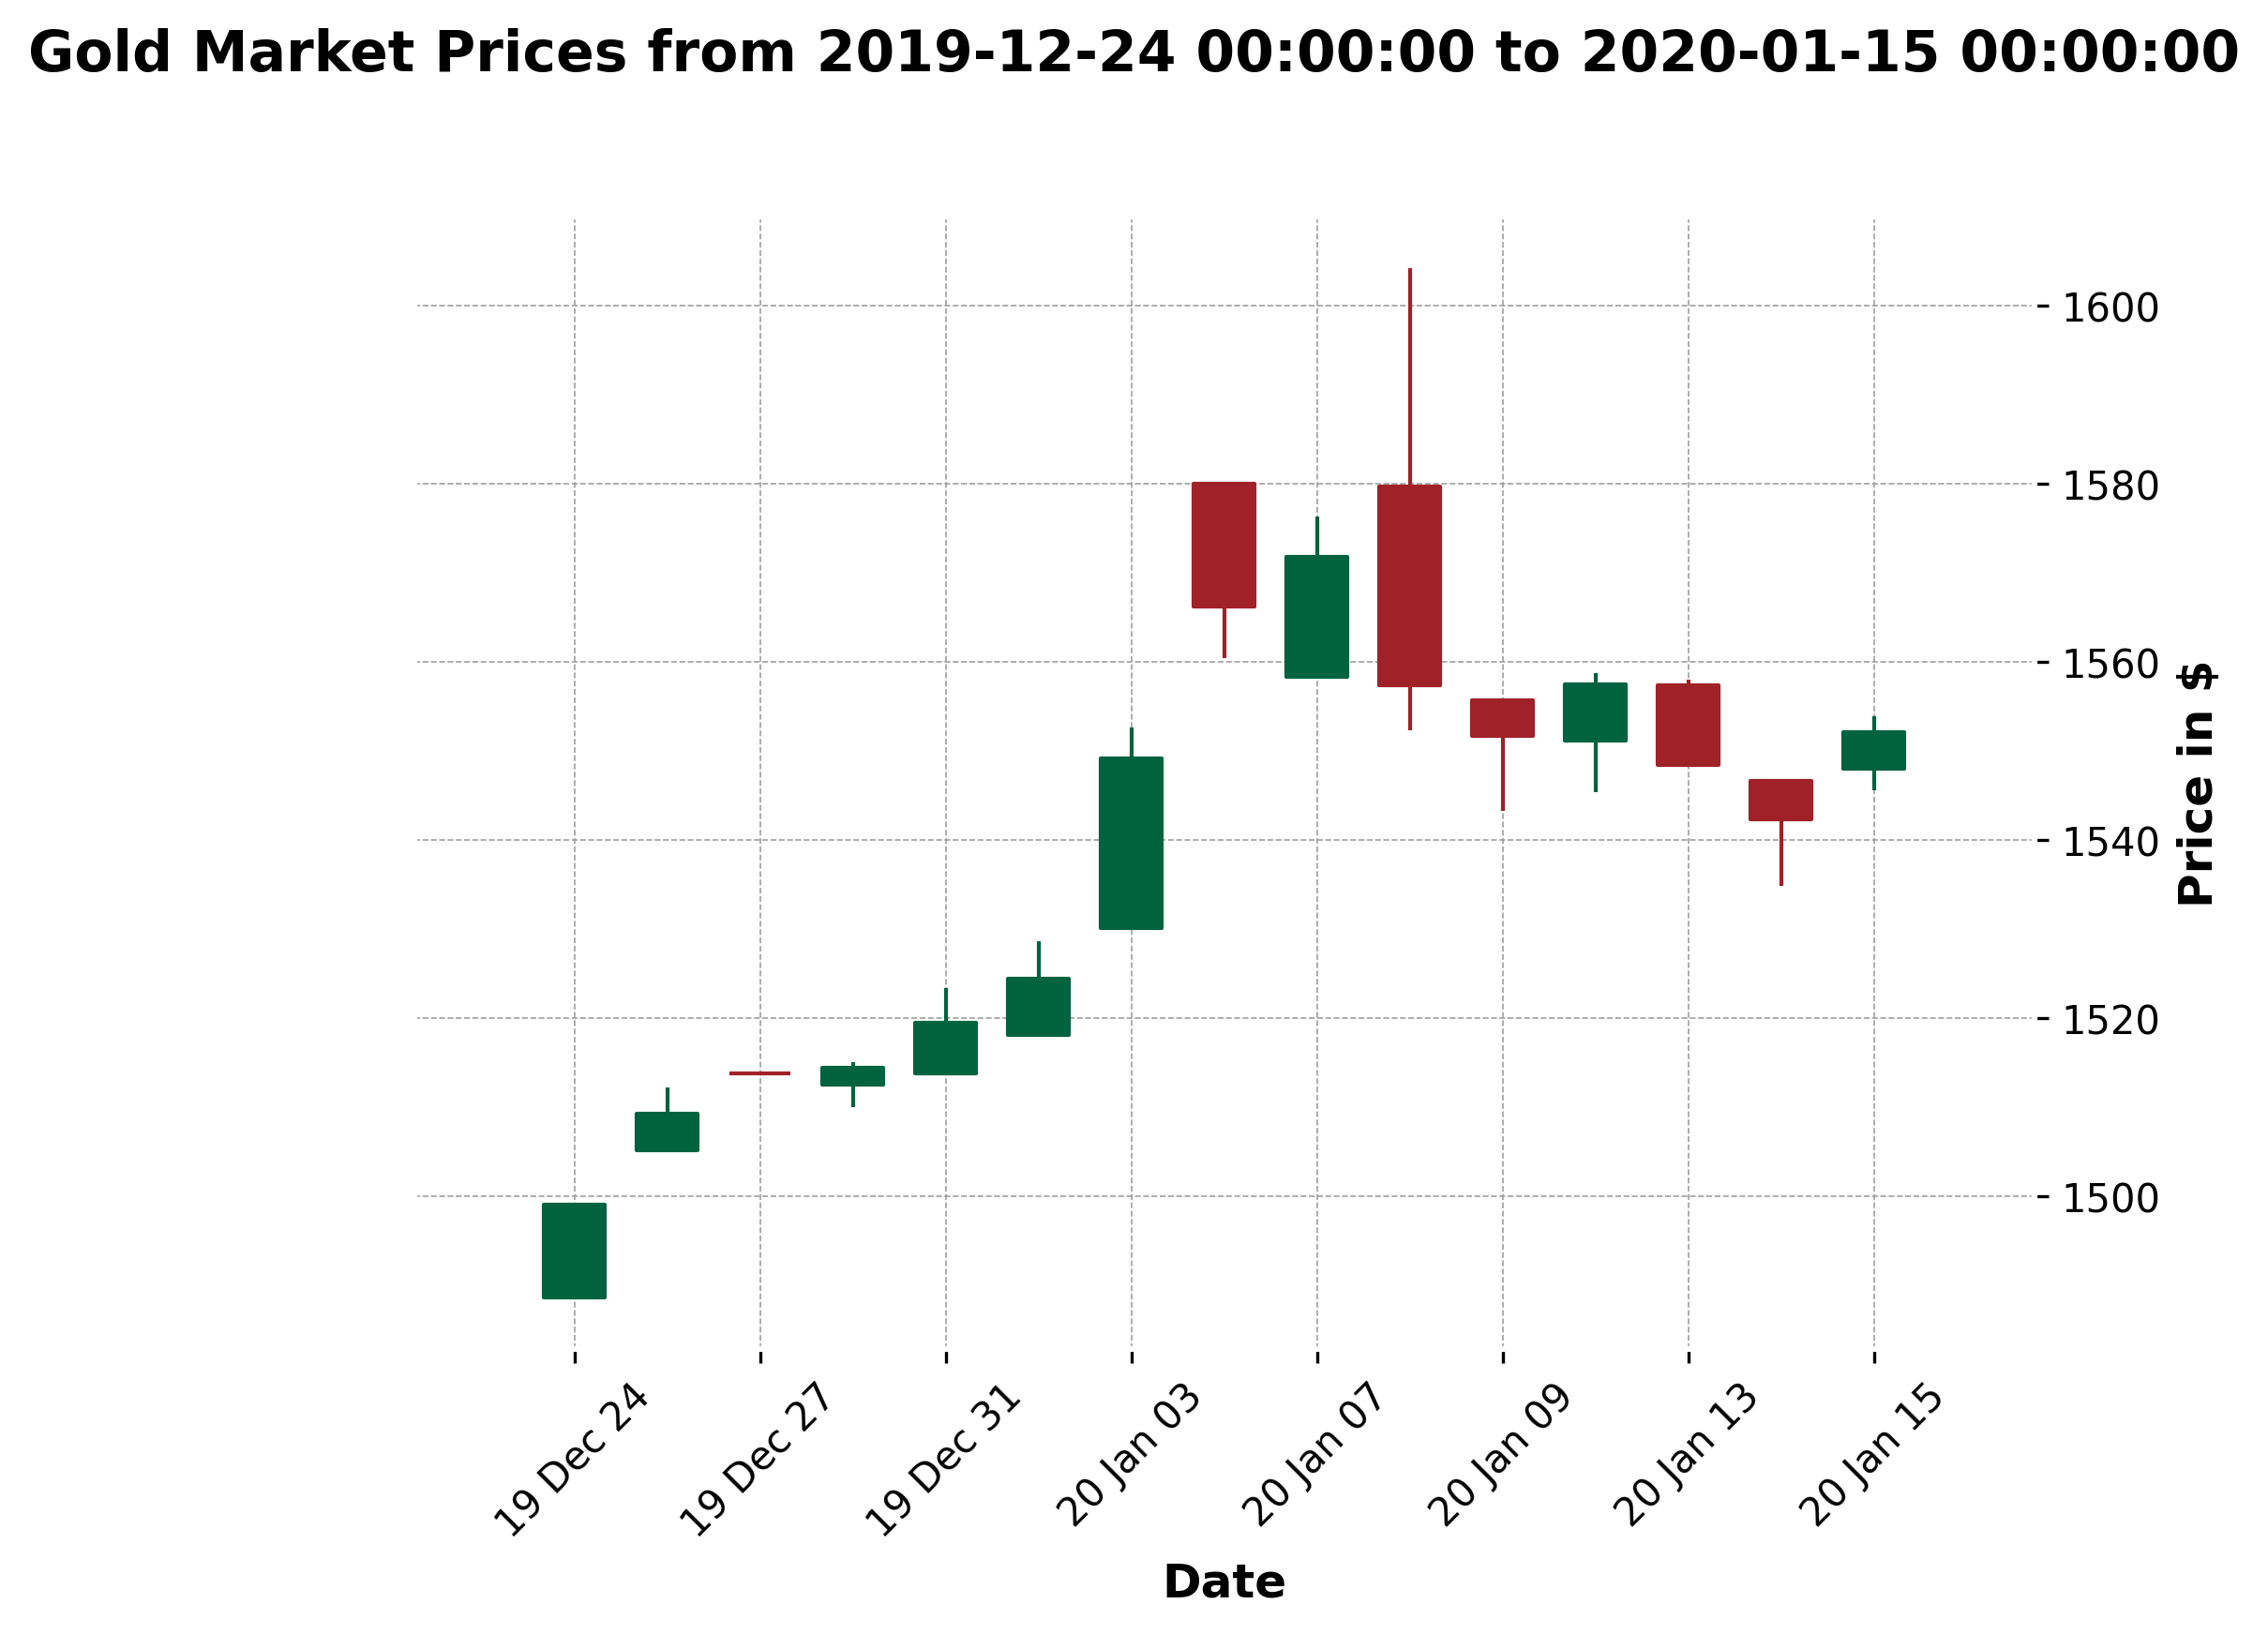 Gold Market Prices from 2019-12-24 00:00:00 to 2020-01-15 00:00:00
1600
1580
1560
1540
1520
1500
Price in $
19 Dec 24
19 Dec 27
19 Dec 31
20 Jan 03
20 Jan 07
20 Jan 09
20 Jan 13
20 Jan 15
Date